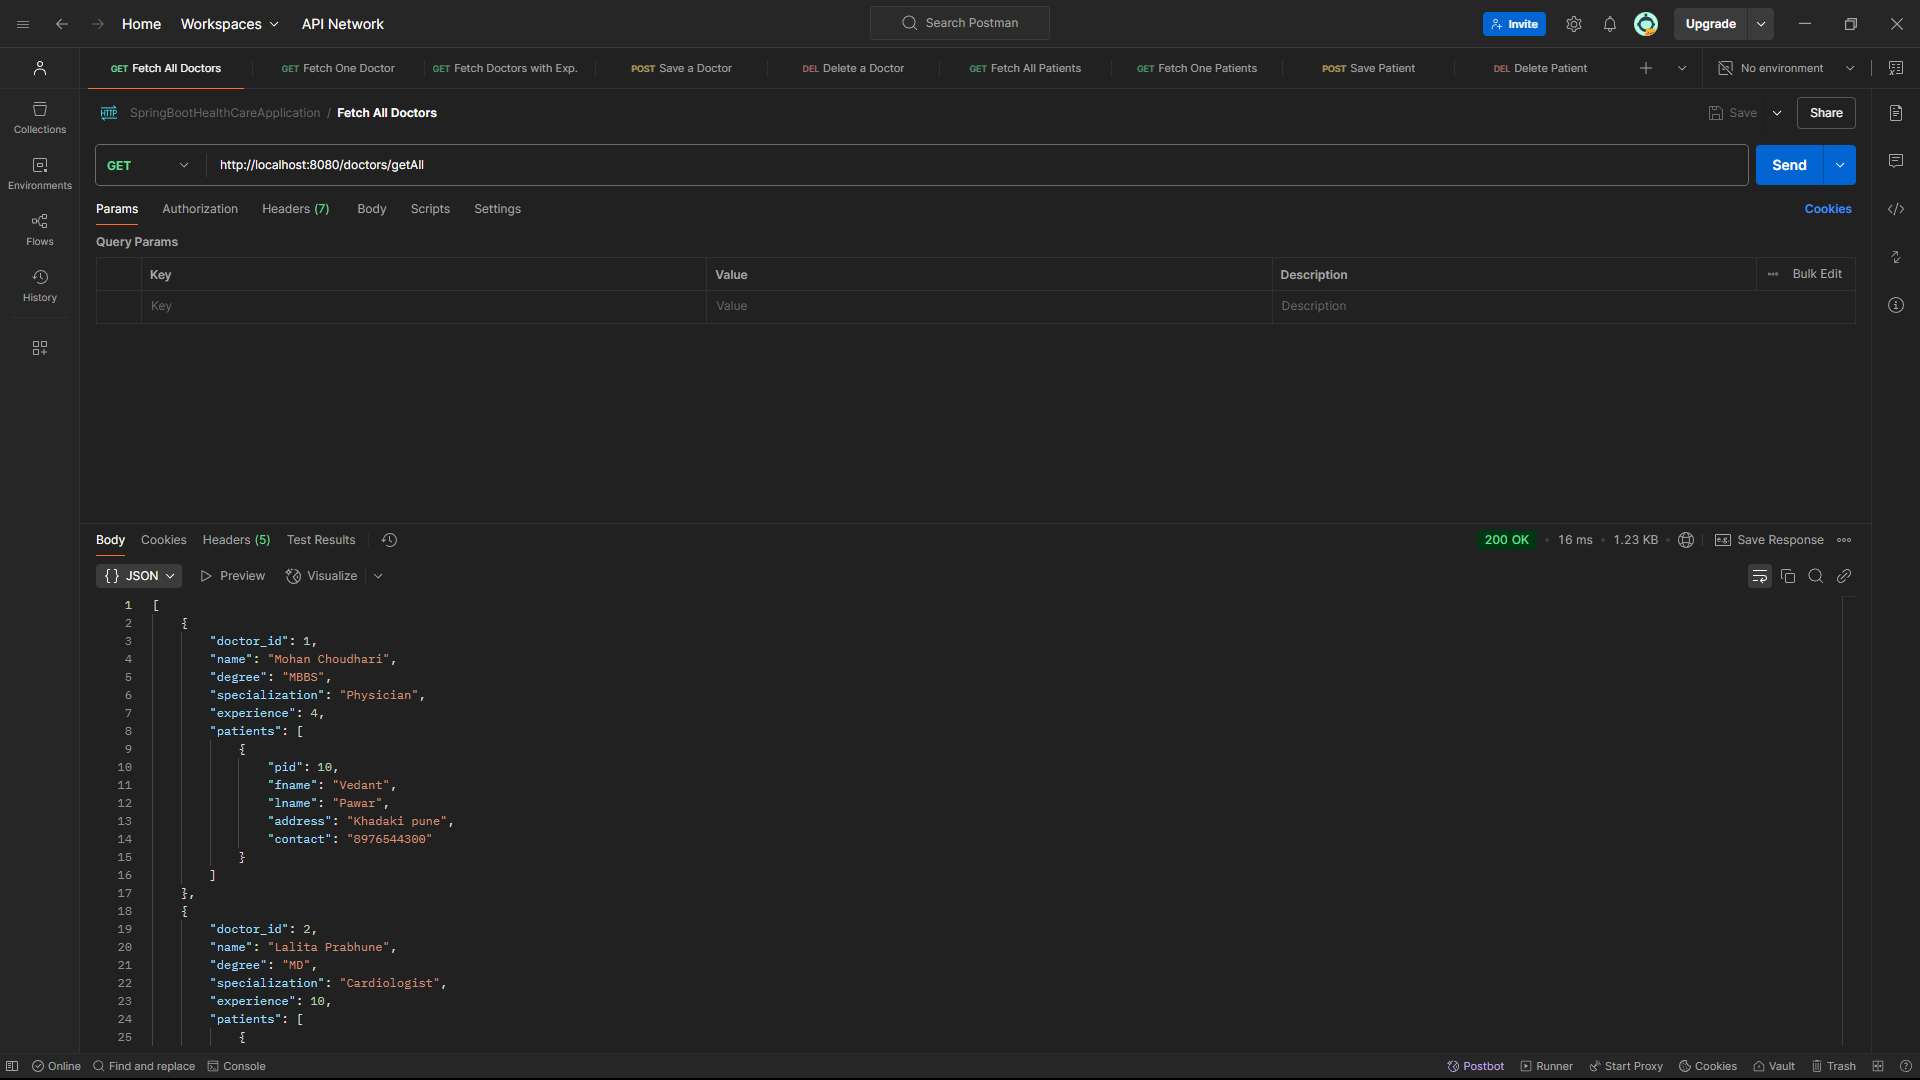 Home Workspaces API Network Search Postman Invite Upgrade
GET Fetch All Doctors GET Fetch One Doctor GET Fetch Doctors with Exp. POST Save a Doctor DEL Delete a Doctor GET Fetch All Patients GET Fetch One Patients POST Save Patient DEL Delete Patient No environment
HTTP SpringBootHealthCareApplication / Fetch All Doctors Save Share
Collections
Environments
Flows
History
GET http://localhost:8080/doctors/getAll Send
Params Authorization Headers (7) Body Scripts Settings Cookies
Query Params
Key Value Description Bulk Edit
Key Value Description
Body Cookies Headers (5) Test Results 200 OK 16 ms 1.23 KB e.g. Save Response
{} JSON Preview Visualize
1 [
2 {
3 "doctor_id": 1,
4 "name": "Mohan Choudhari",
5 "degree": "MBBS",
6 "specialization": "Physician",
7 "experience": 4,
8 "patients": [
9 {
10 "pid": 10,
11 "fname": "Vedant",
12 "lname": "Pawar",
13 "address": "Khadaki pune",
14 "contact": "8976544300"
15 }
16 ]
17 },
18 {
19 "doctor_id": 2,
20 "name": "Lalita Prabhune",
21 "degree": "MD",
22 "specialization": "Cardiologist",
23 "experience": 10,
24 "patients": [
25 {
Online Find and replace Console Postbot Runner Start Proxy Cookies Vault Trash